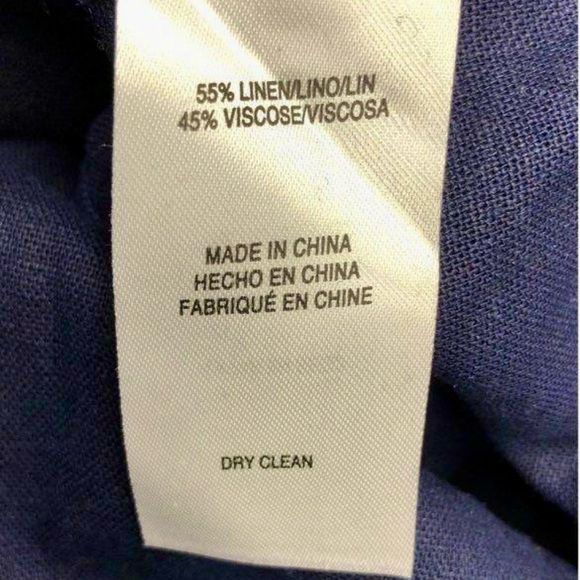 55% LINEN/LINO/LIN
45% VISCOSE/VISCOSA
MADE IN CHINA
HECHO EN CHINA
FABRIQUÉ EN CHINE
DRY CLEAN